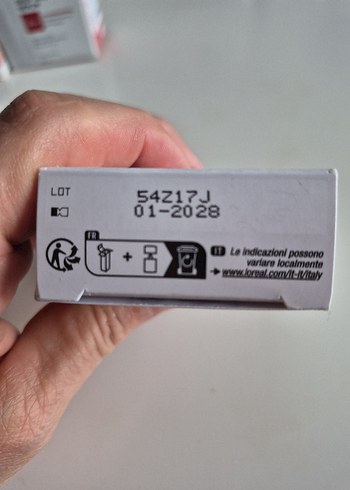 LOT
54Z17J
01-2028
FR
IT Le indicazioni possono
variare localmente
www.loreal.com/it-it/Italy